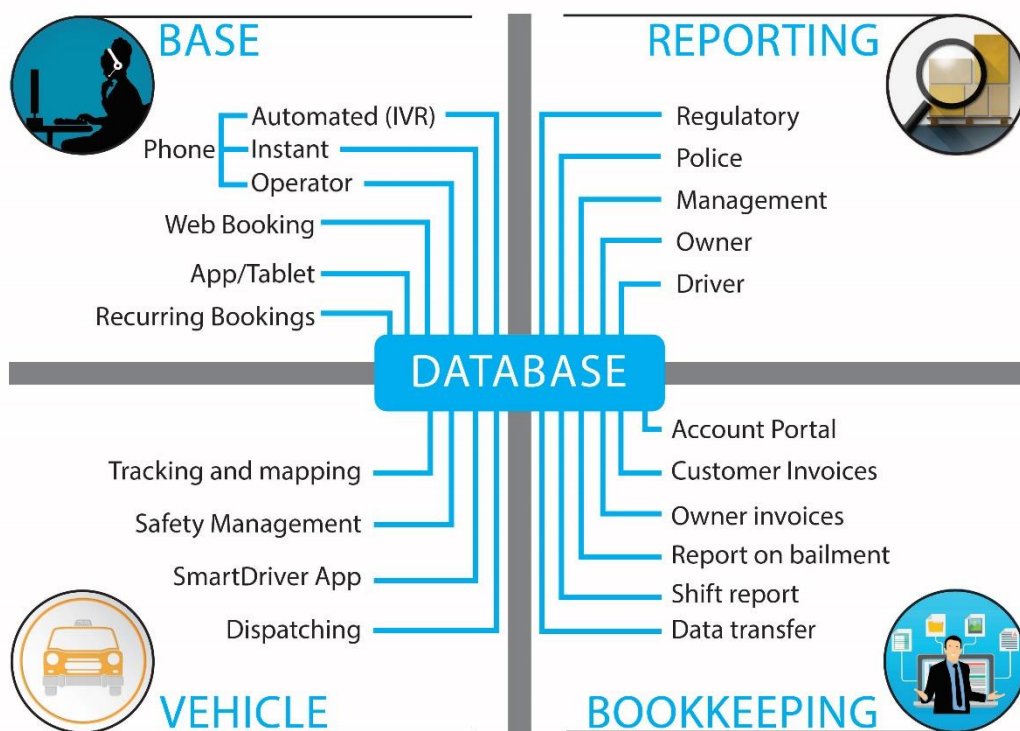 BASE
Automated (IVR)
Phone
Instant
Operator
Web Booking
App/Tablet
Recurring Bookings
REPORTING
Regulatory
Police
Management
Owner
Driver
DATABASE
Tracking and mapping
Safety Management
SmartDriver App
Dispatching
VEHICLE
Account Portal
Customer Invoices
Owner invoices
Report on bailment
Shift report
Data transfer
BOOKKEEPING